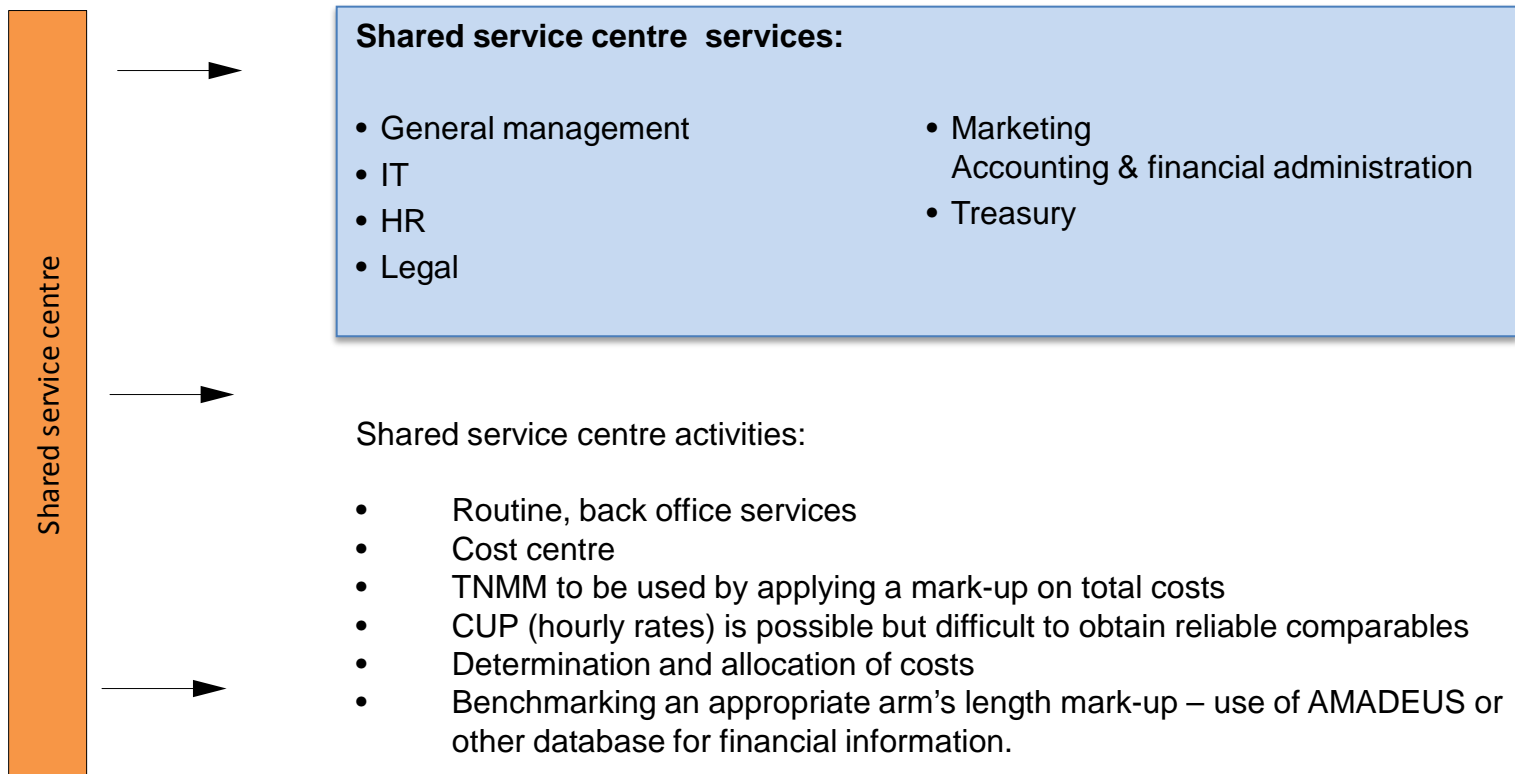 Shared service centre
Shared service centre  services:
• General management
• IT
• HR
• Legal
• Marketing
Accounting & financial administration
• Treasury
Shared service centre activities:
• Routine, back office services
• Cost centre
• TNMM to be used by applying a mark-up on total costs
• CUP (hourly rates) is possible but difficult to obtain reliable comparables
• Determination and allocation of costs
• Benchmarking an appropriate arm’s length mark-up – use of AMADEUS or
other database for financial information.